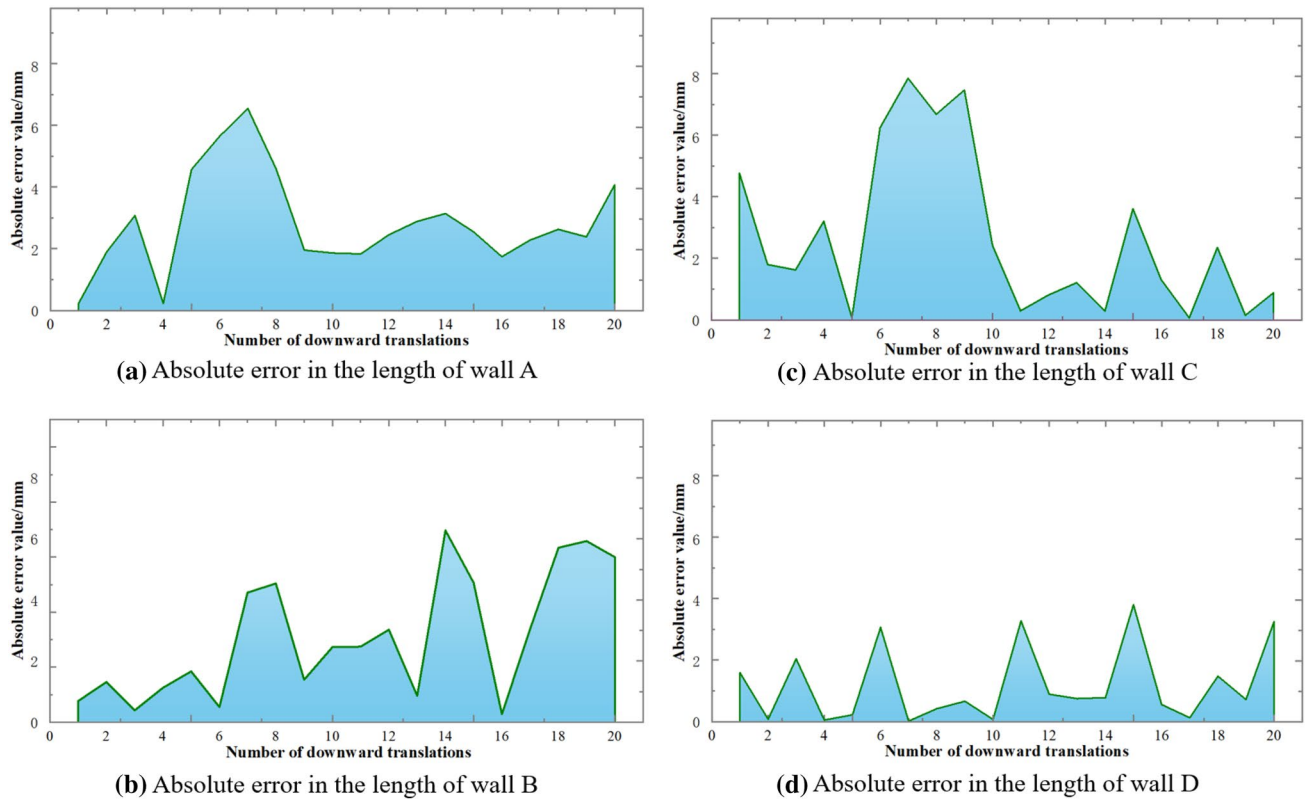 Absolute error value/mm
8
6
4
2
0
0 2 4 6 8 10 12 14 16 18 20
Number of downward translations
(a) Absolute error in the length of wall A
Absolute error value/mm
8
6
4
2
0
0 2 4 6 8 10 12 14 16 18 20
Number of downward translations
(c) Absolute error in the length of wall C
Absolute error value/mm
8
6
4
2
0
0 2 4 6 8 10 12 14 16 18 20
Number of downward translations
(b) Absolute error in the length of wall B
Absolute error value/mm
8
6
4
2
0
0 2 4 6 8 10 12 14 16 18 20
Number of downward translations
(d) Absolute error in the length of wall D